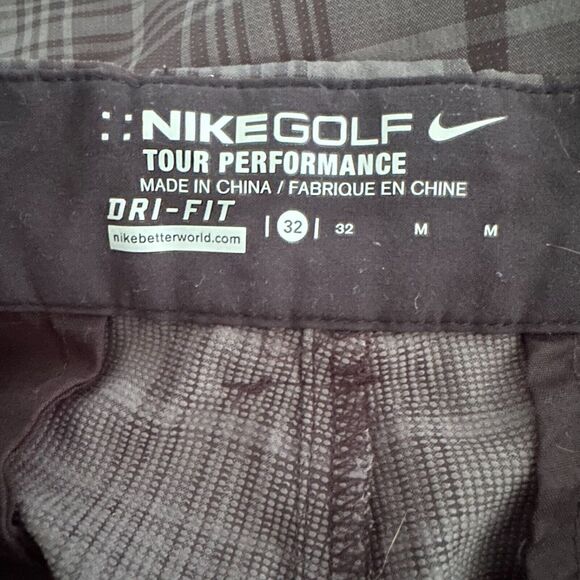 NIKEGOLF
TOUR PERFORMANCE
MADE IN CHINA / FABRIQUE EN CHINE
DRI-FIT
nikebetterworld.com
| 32 | 32 M M